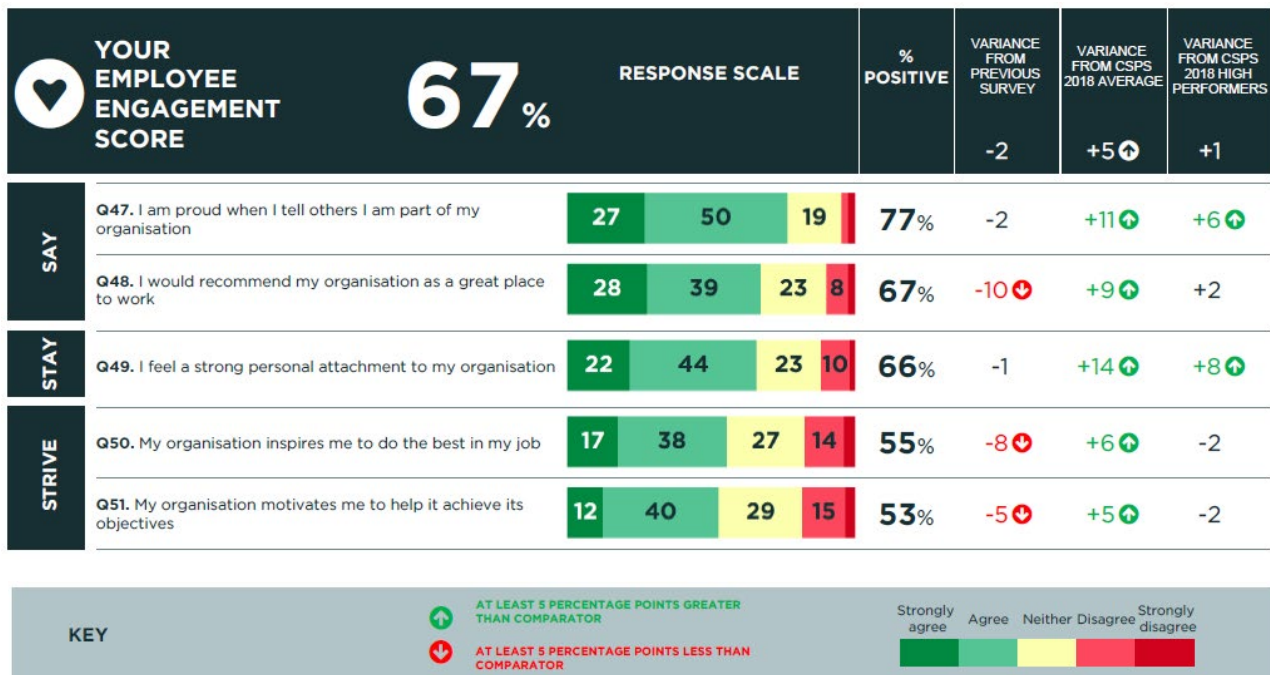 YOUR
EMPLOYEE
ENGAGEMENT
SCORE
67%
RESPONSE SCALE
%
POSITIVE
VARIANCE
FROM
PREVIOUS
SURVEY
-2
VARIANCE
FROM CSPS
2018 AVERAGE
+5
VARIANCE
FROM CSPS
2018 HIGH
PERFORMERS
+1
SAY
Q47. I am proud when I tell others I am part of my
organisation
27 50 19 77% -2 +11 +6
Q48. I would recommend my organisation as a great place
to work
28 39 23 8 67% -10 +9 +2
STAY
Q49. I feel a strong personal attachment to my organisation 22 44 23 10 66% -1 +14 +8
STRIVE
Q50. My organisation inspires me to do the best in my job 17 38 27 14 55% -8 +6 -2
Q51. My organisation motivates me to help it achieve its
objectives
12 40 29 15 53% -5 +5 -2
KEY
AT LEAST 5 PERCENTAGE POINTS GREATER
THAN COMPARATOR
AT LEAST 5 PERCENTAGE POINTS LESS THAN
COMPARATOR
Strongly
agree
Agree
Neither
Disagree
Strongly
disagree